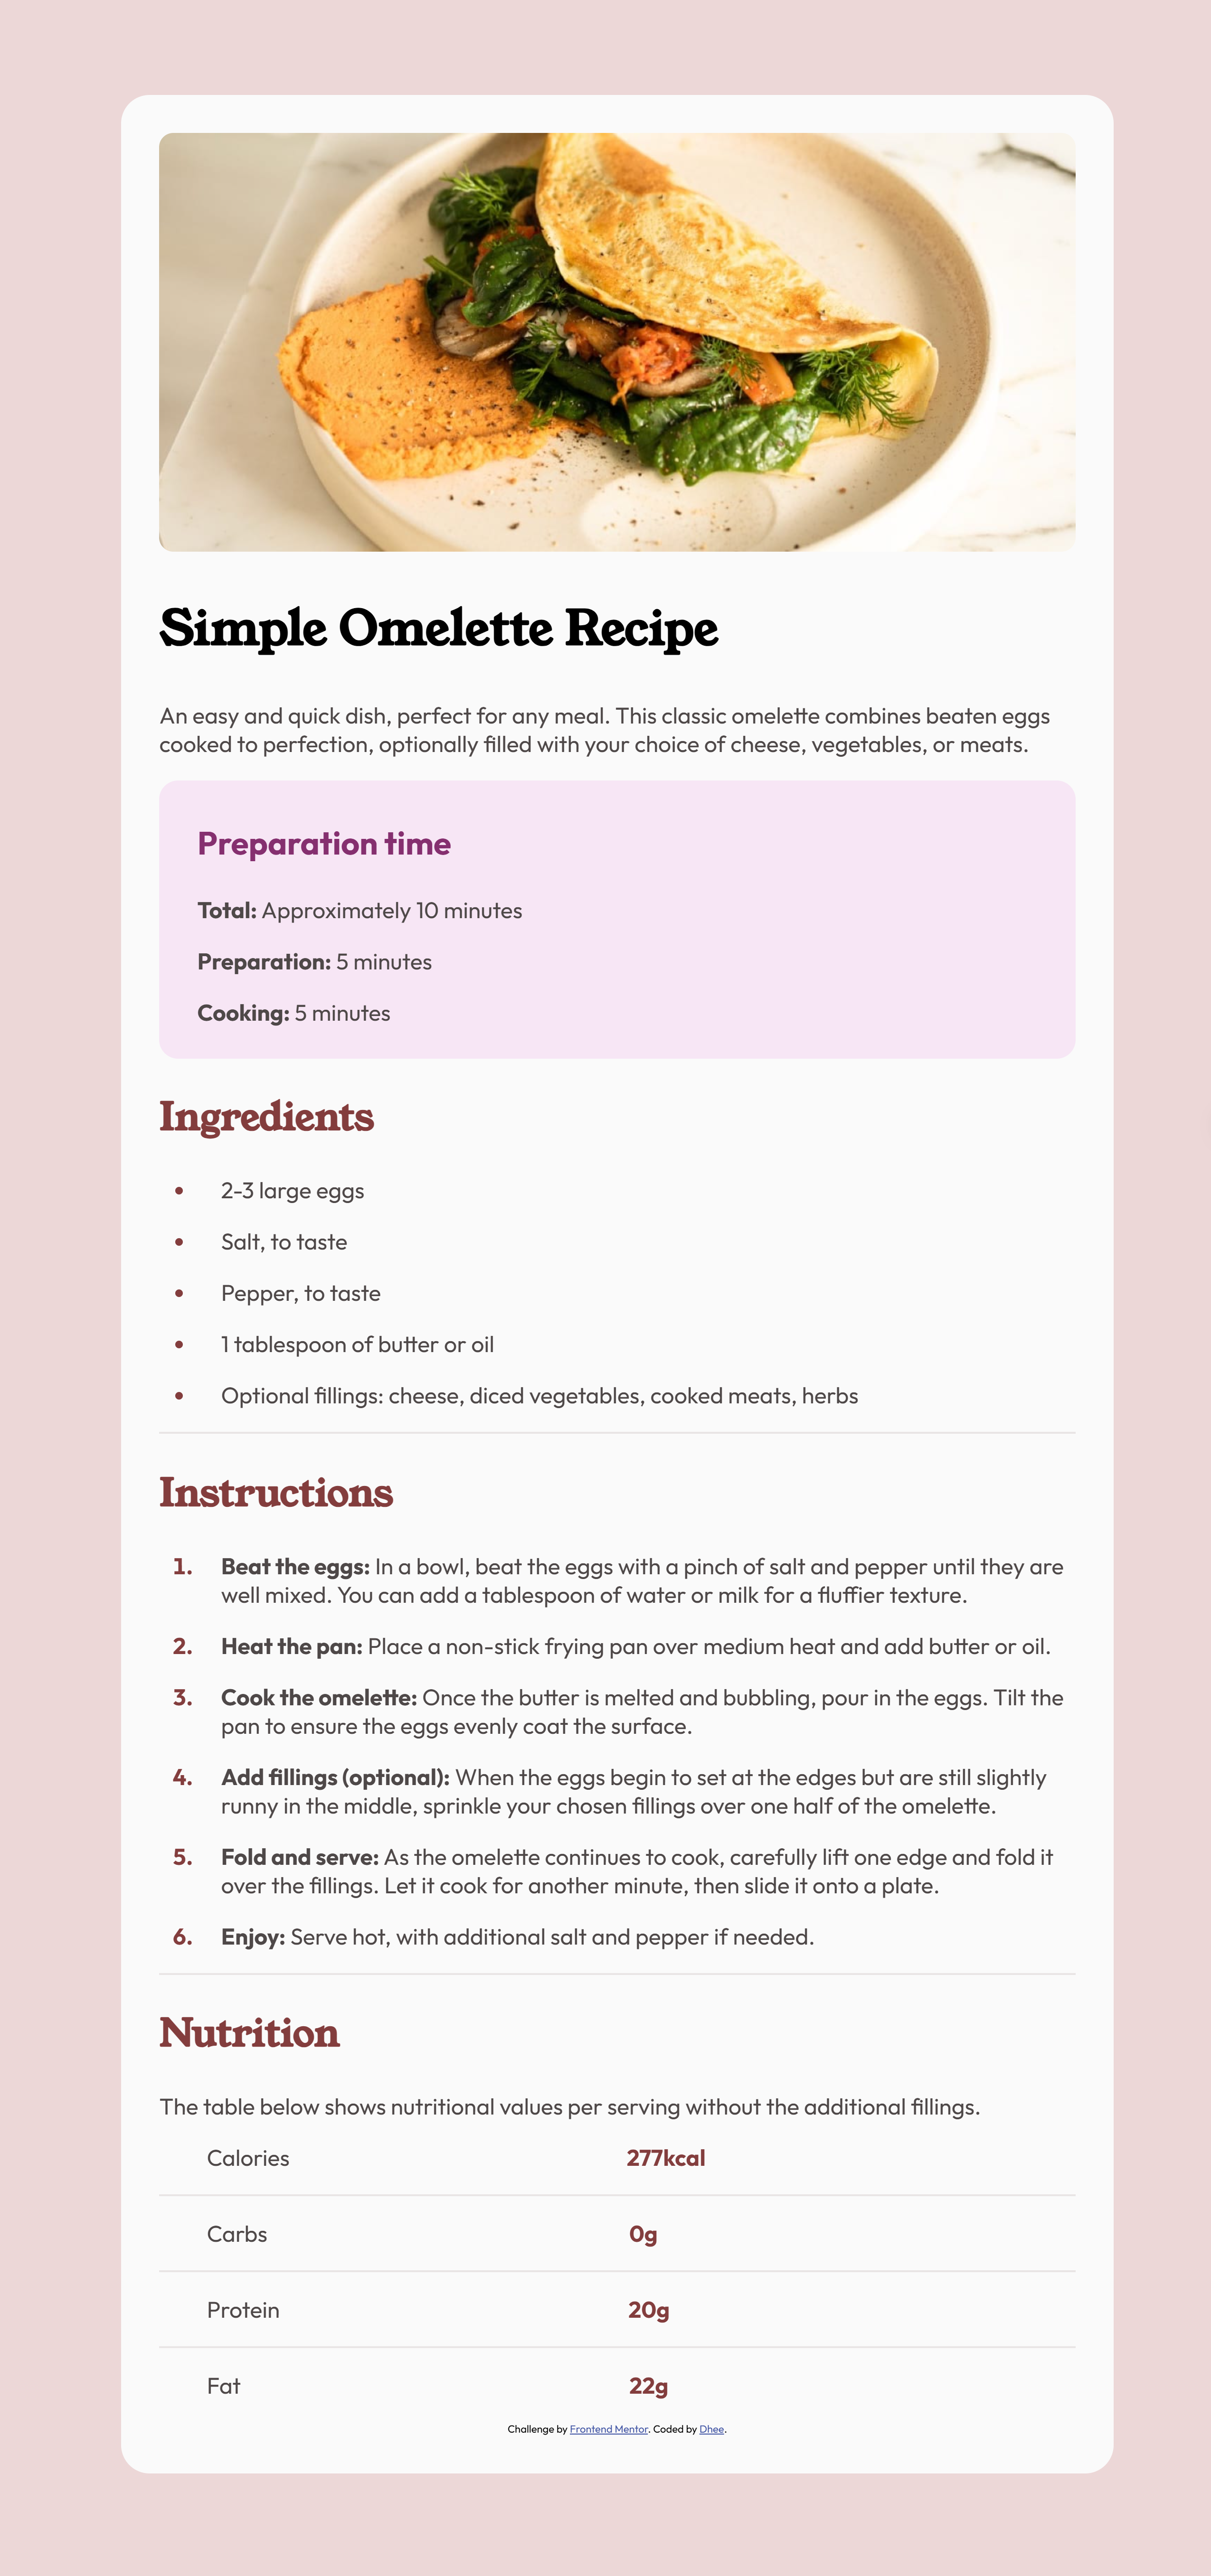 Simple Omelette Recipe
An easy and quick dish, perfect for any meal. This classic omelette combines beaten eggs
cooked to perfection, optionally filled with your choice of cheese, vegetables, or meats.
Preparation time
Total: Approximately 10 minutes
Preparation: 5 minutes
Cooking: 5 minutes
Ingredients
• 2-3 large eggs
• Salt, to taste
• Pepper, to taste
• 1 tablespoon of butter or oil
• Optional fillings: cheese, diced vegetables, cooked meats, herbs
Instructions
1. Beat the eggs: In a bowl, beat the eggs with a pinch of salt and pepper until they are
well mixed. You can add a tablespoon of water or milk for a fluffier texture.
2. Heat the pan: Place a non-stick frying pan over medium heat and add butter or oil.
3. Cook the omelette: Once the butter is melted and bubbling, pour in the eggs. Tilt the
pan to ensure the eggs evenly coat the surface.
4. Add fillings (optional): When the eggs begin to set at the edges but are still slightly
runny in the middle, sprinkle your chosen fillings over one half of the omelette.
5. Fold and serve: As the omelette continues to cook, carefully lift one edge and fold it
over the fillings. Let it cook for another minute, then slide it onto a plate.
6. Enjoy: Serve hot, with additional salt and pepper if needed.
Nutrition
The table below shows nutritional values per serving without the additional fillings.
Calories 277kcal
Carbs 0g
Protein 20g
Fat 22g
Challenge by Frontend Mentor. Coded by Dhee.